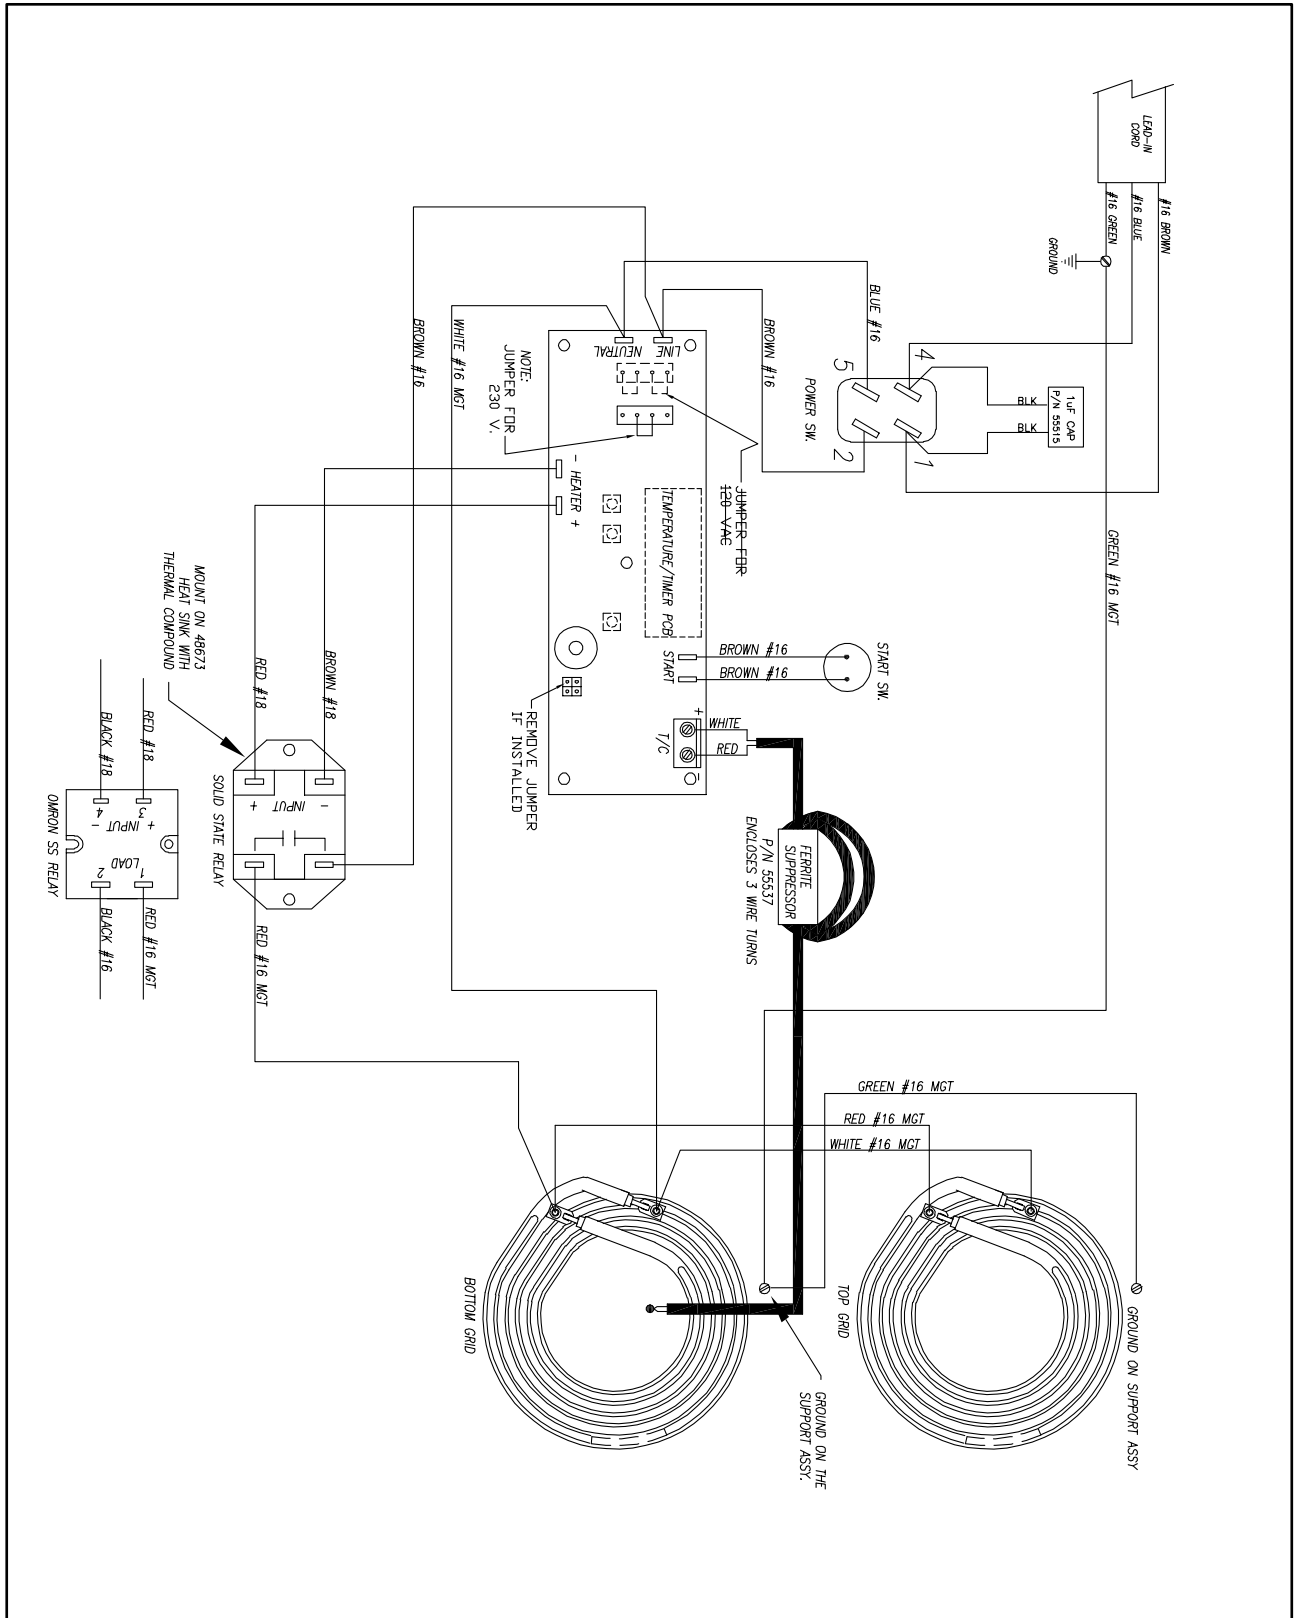 LEAD-IN
CORD
#16 BROWN
#16 BLUE
#16 GREEN
GROUND
1uF CAP
P/N 55515
BLK
BLK
4
1
5
2
POWER SW.
BLUE #16
BROWN #16
GREEN #16 MGT
BROWN #16
WHITE #16 MGT
LINE
NEUTRAL
NOTE:
JUMPER FOR
230 V.
JUMPER FOR
120 VAC
- HEATER +
TEMPERATURE/TIMER PCB
START
BROWN #16
BROWN #16
START SW.
REMOVE JUMPER
IF INSTALLED
+
T/C
-
WHITE
RED
FERRITE
SUPPRESSOR
P/N 55537
ENCLOSES 3 WIRE TURNS
MOUNT ON 48673
HEAT SINK WITH
THERMAL COMPOUND
RED #18
BROWN #18
- INPUT +
SOLID STATE RELAY
RED #16 MGT
BLACK #18
RED #18
3
4
+ INPUT -
LOAD
1
2
OMRON SS RELAY
BLACK #16
RED #16 MGT
GREEN #16 MGT
RED #16 MGT
WHITE #16 MGT
BOTTOM GRID
TOP GRID
GROUND ON THE
SUPPORT ASSY.
GROUND ON SUPPORT ASSY